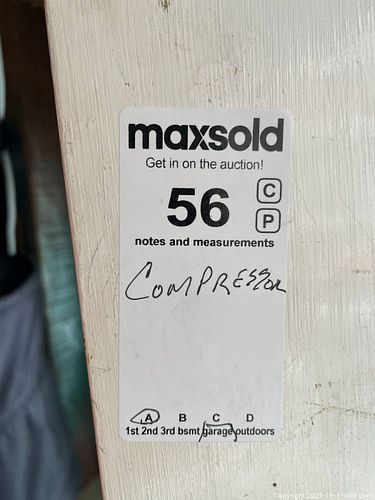 maxsold
Get in on the auction!
56
C
P
notes and measurements
COMPRESSOR
A B C D
1st 2nd 3rd bsmt garage outdoors